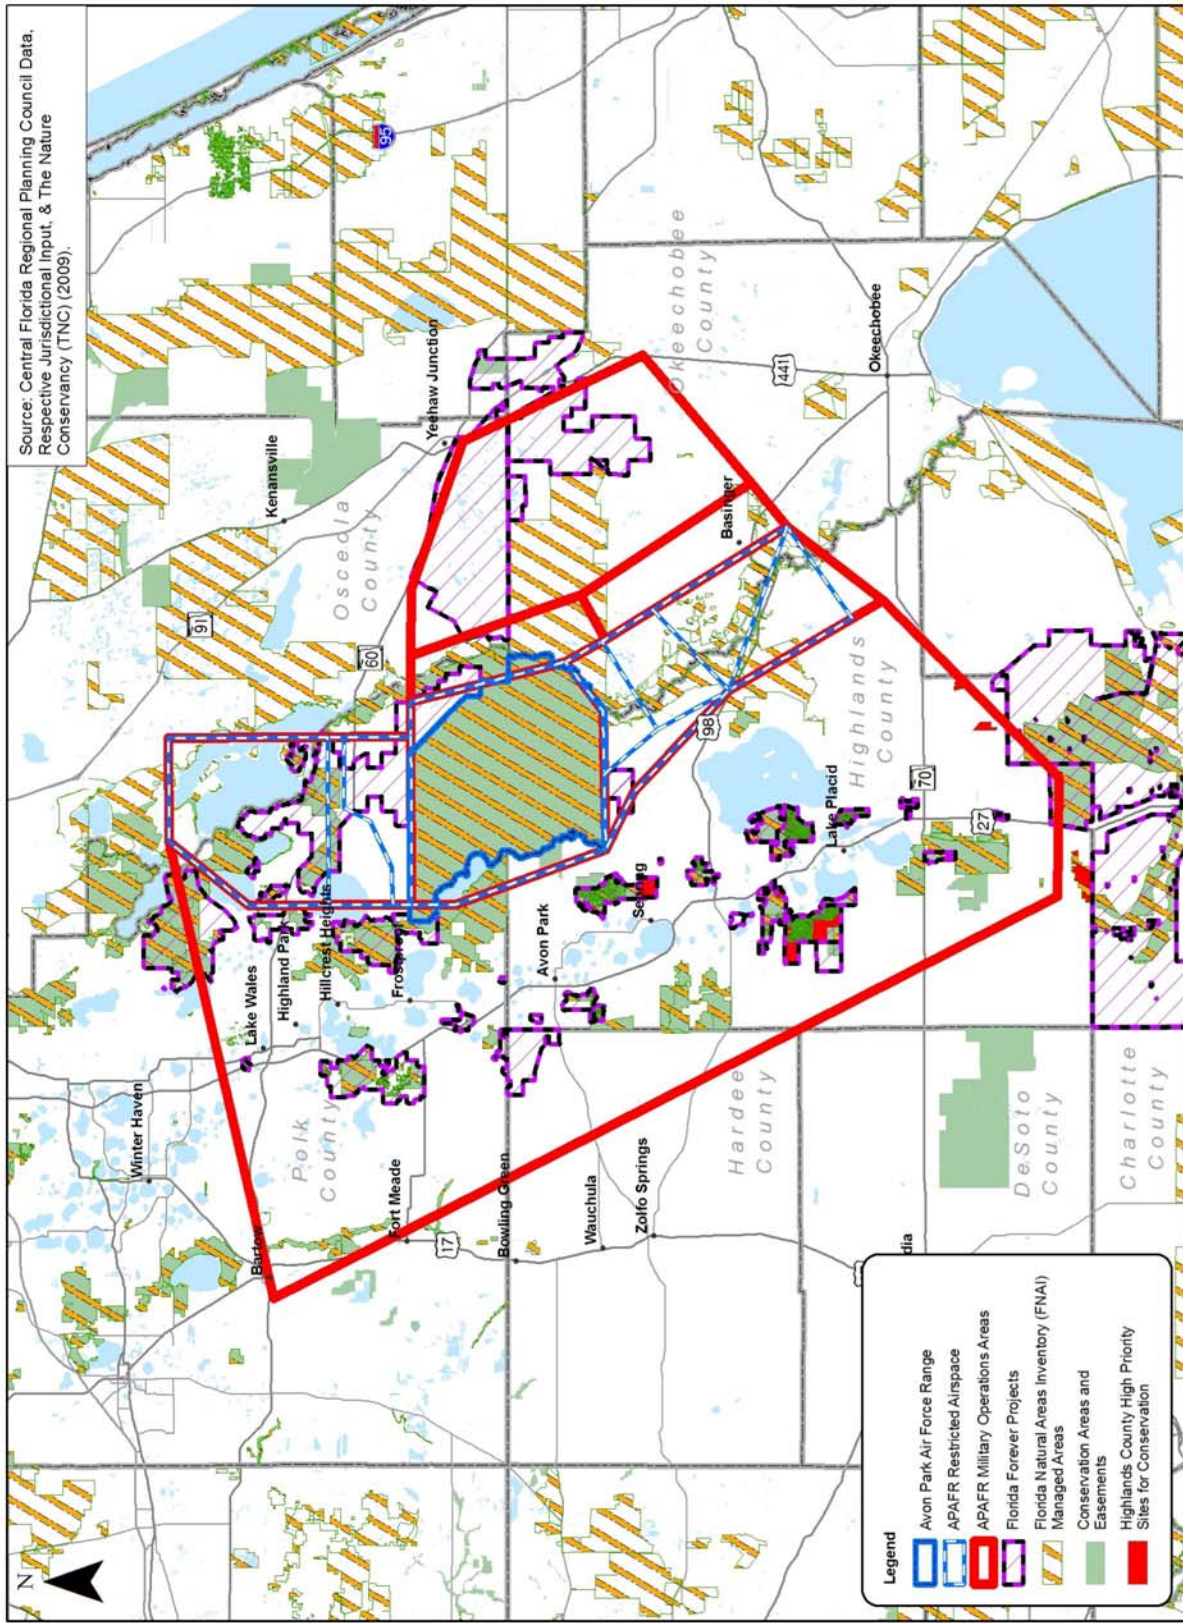 Source: Central Florida Regional Planning Council Data,
Respective Jurisdictional Input, & The Nature
Conservancy (TNC) (2009).
N
95
Kenansville
Yeehaw Junction
Osceola
County
91
60
Okeechobee
County
441
Okeechobee
Basinger
Winter Haven
Lake Wales
Highland Park
Hillcrest Heights
Frostproof
Bartow
Polk
County
Fort Meade
17
Bowling Green
Avon Park
Sebring
98
Highlands
County
Lake Placid
70
27
Wauchula
Zolfo Springs
Hardee
County
DeSoto
County
Charlotte
County
dia
Legend
Avon Park Air Force Range
APAFR Restricted Airspace
APAFR Military Operations Areas
Florida Forever Projects
Florida Natural Areas Inventory (FNAI)
Managed Areas
Conservation Areas and
Easements
Highlands County High Priority
Sites for Conservation